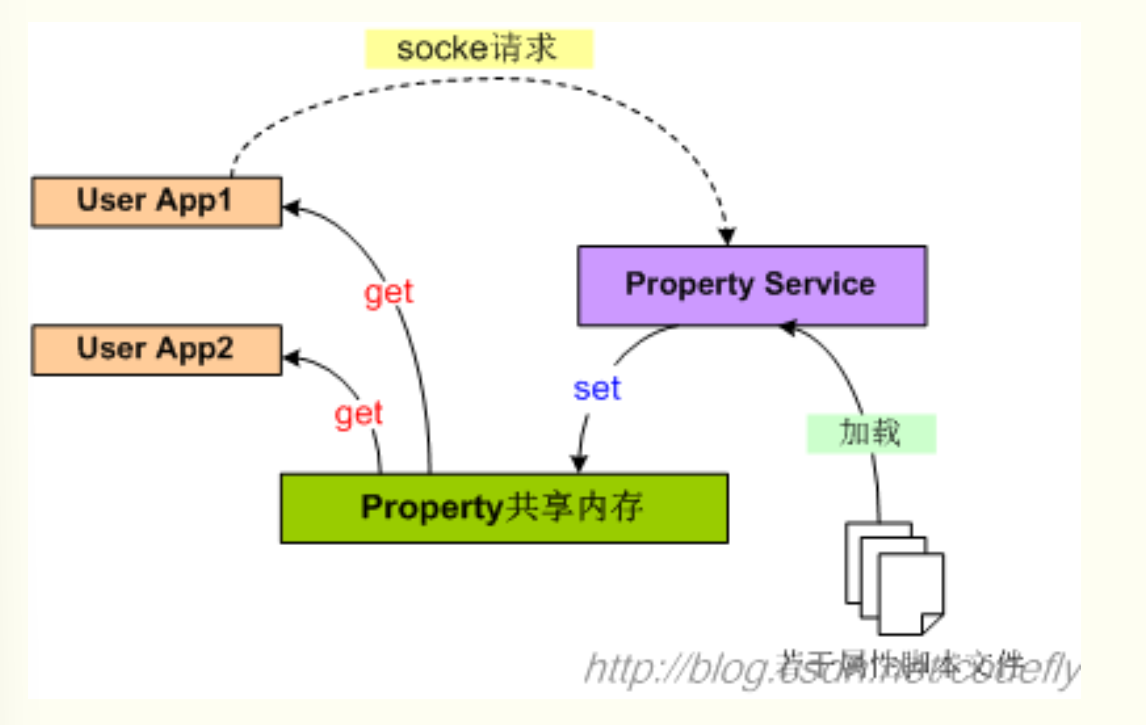 socke请求
User App1
Property Service
get
User App2
set
get
加载
Property共享内存
若干属性脚本文件
http://blog.csdn.net/codefly